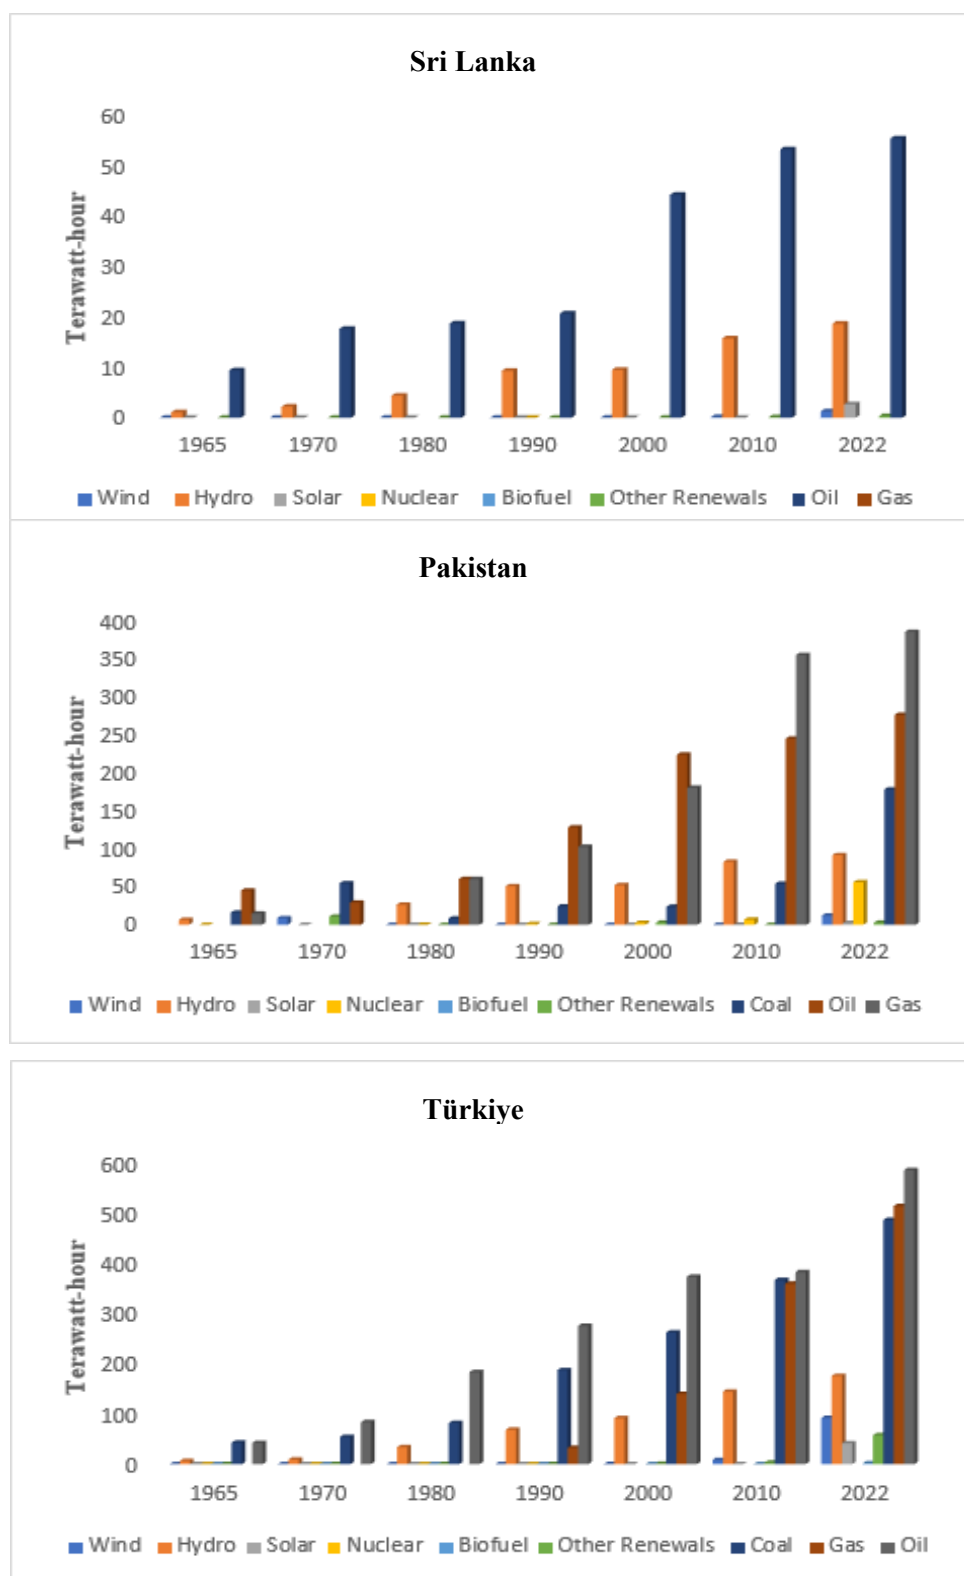 Sri Lanka
Terawatt-hour
60
50
40
30
20
10
0
1965 1970 1980 1990 2000 2010 2022
Wind Hydro Solar Nuclear Biofuel Other Renewals Oil Gas
Pakistan
Terawatt-hour
400
350
300
250
200
150
100
50
0
1965 1970 1980 1990 2000 2010 2022
Wind Hydro Solar Nuclear Biofuel Other Renewals Coal Oil Gas
Türkiye
Terawatt-hour
600
500
400
300
200
100
0
1965 1970 1980 1990 2000 2010 2022
Wind Hydro Solar Nuclear Biofuel Other Renewals Coal Gas Oil